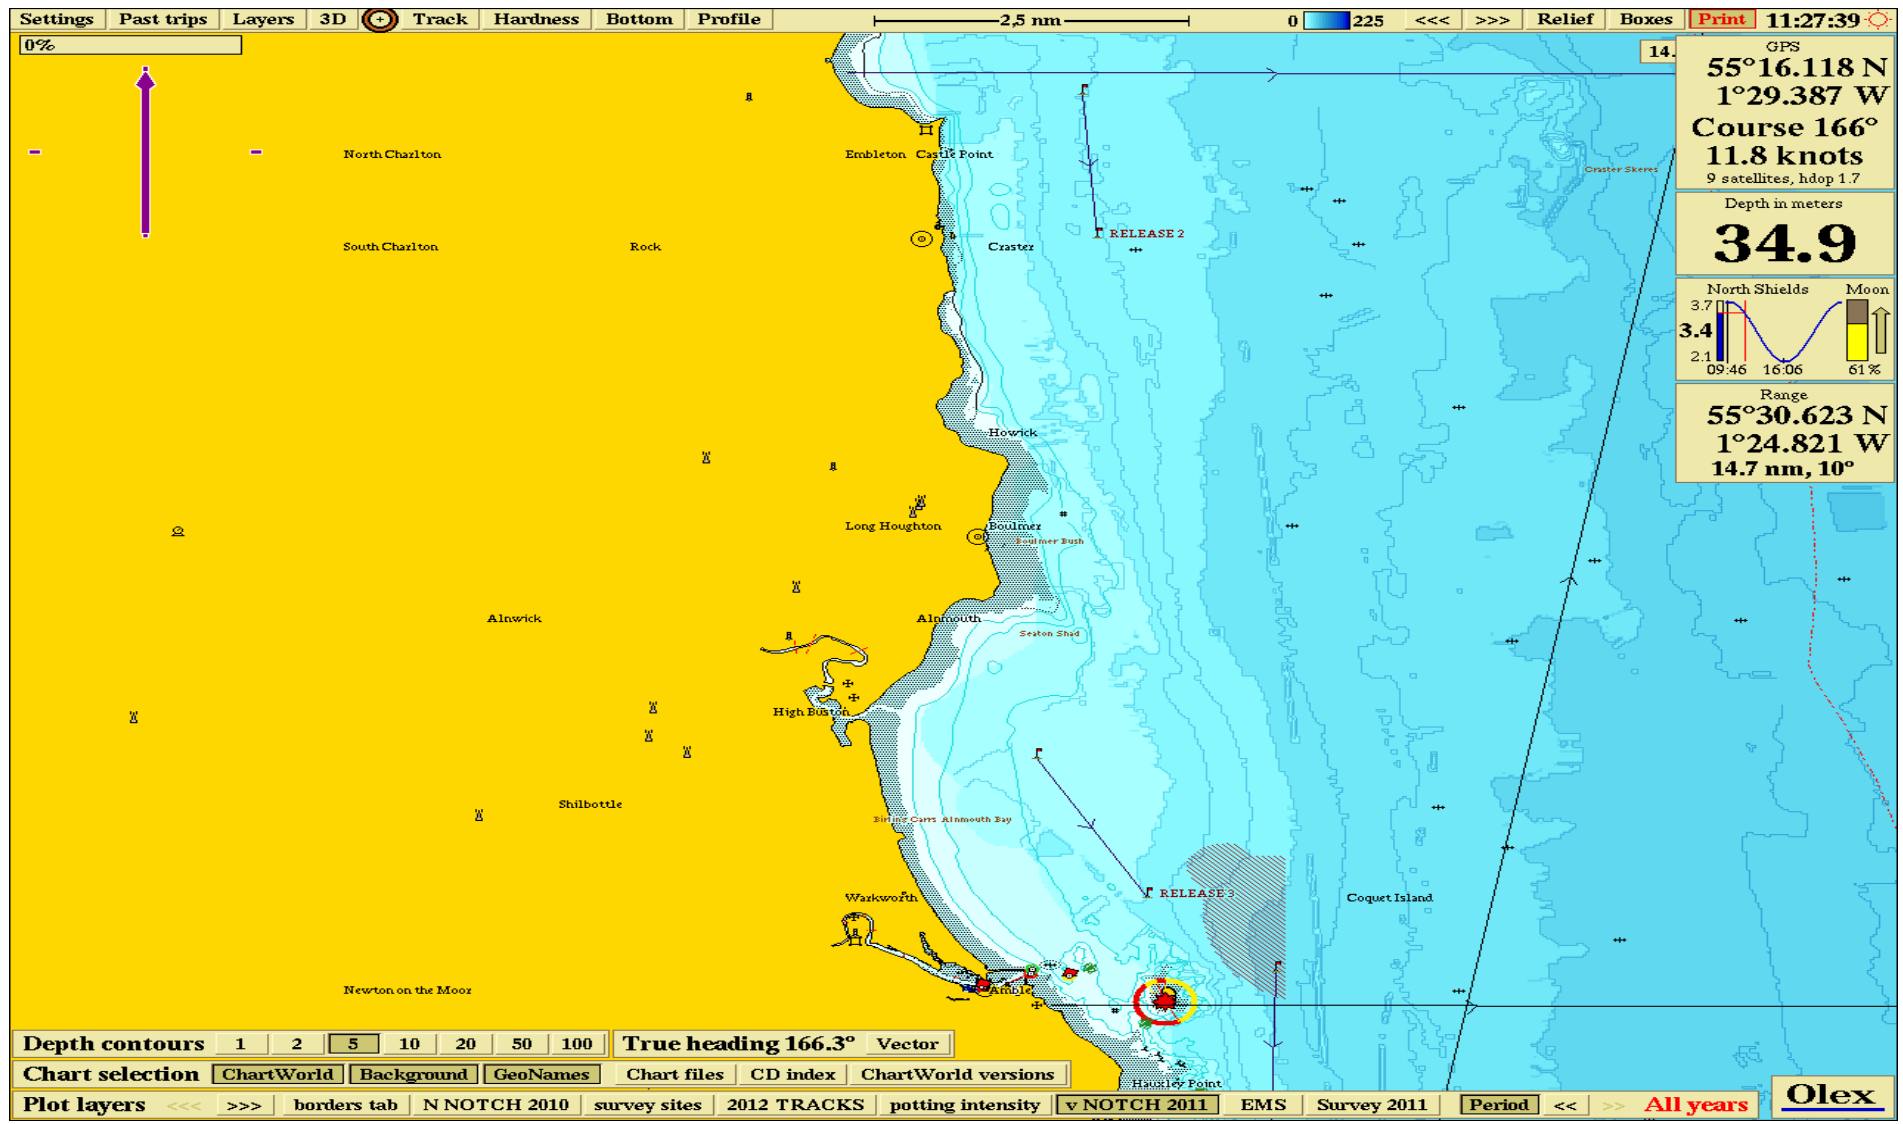 Settings Past trips Layers 3D Track Hardness Bottom Profile 2,5 nm 0 225 <<< >>> Relief Boxes Print 11:27:39
0%
14.
GPS
55°16.118 N
1°29.387 W
Course 166°
11.8 knots
9 satellites, hdop 1.7
Depth in meters
34.9
North Shields Moon
3.7
3.4
2.1
09:46 16:06 61%
Range
55°30.623 N
1°24.821 W
14.7 nm, 10°
North Charlton Embleton Castle Point
Craster Skeres
RELEASE 2
South Charlton Rock Craster
Howick
Long Houghton Boulmer
Boulmer Bush
Alnwick Alnmouth
Seaton Shad
High Buston
Shilbottle
Birling Carrs Alnmouth Bay
RELEASE 3
Warkworth Coquet Island
Newton on the Moor Amble
Hauxley Point
Depth contours 1 2 5 10 20 50 100 True heading 166.3° Vector
Chart selection ChartWorld Background GeoNames Chart files CD index ChartWorld versions
Plot layers <<< >>> borders tab N NOTCH 2010 survey sites 2012 TRACKS potting intensity v NOTCH 2011 EMS Survey 2011 Period << >> All years
Olex